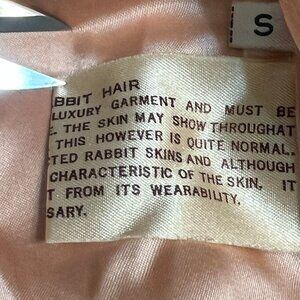 S
BBIT HAIR
LUXURY GARMENT AND MUST BE
THE SKIN MAY SHOW THROUGHAT
THIS HOWEVER IS QUITE NORMAL.
TED RABBIT SKINS AND ALTHOUGH
CHARACTERISTIC OF THE SKIN, IT
T FROM ITS WEARABILITY,
SARY.